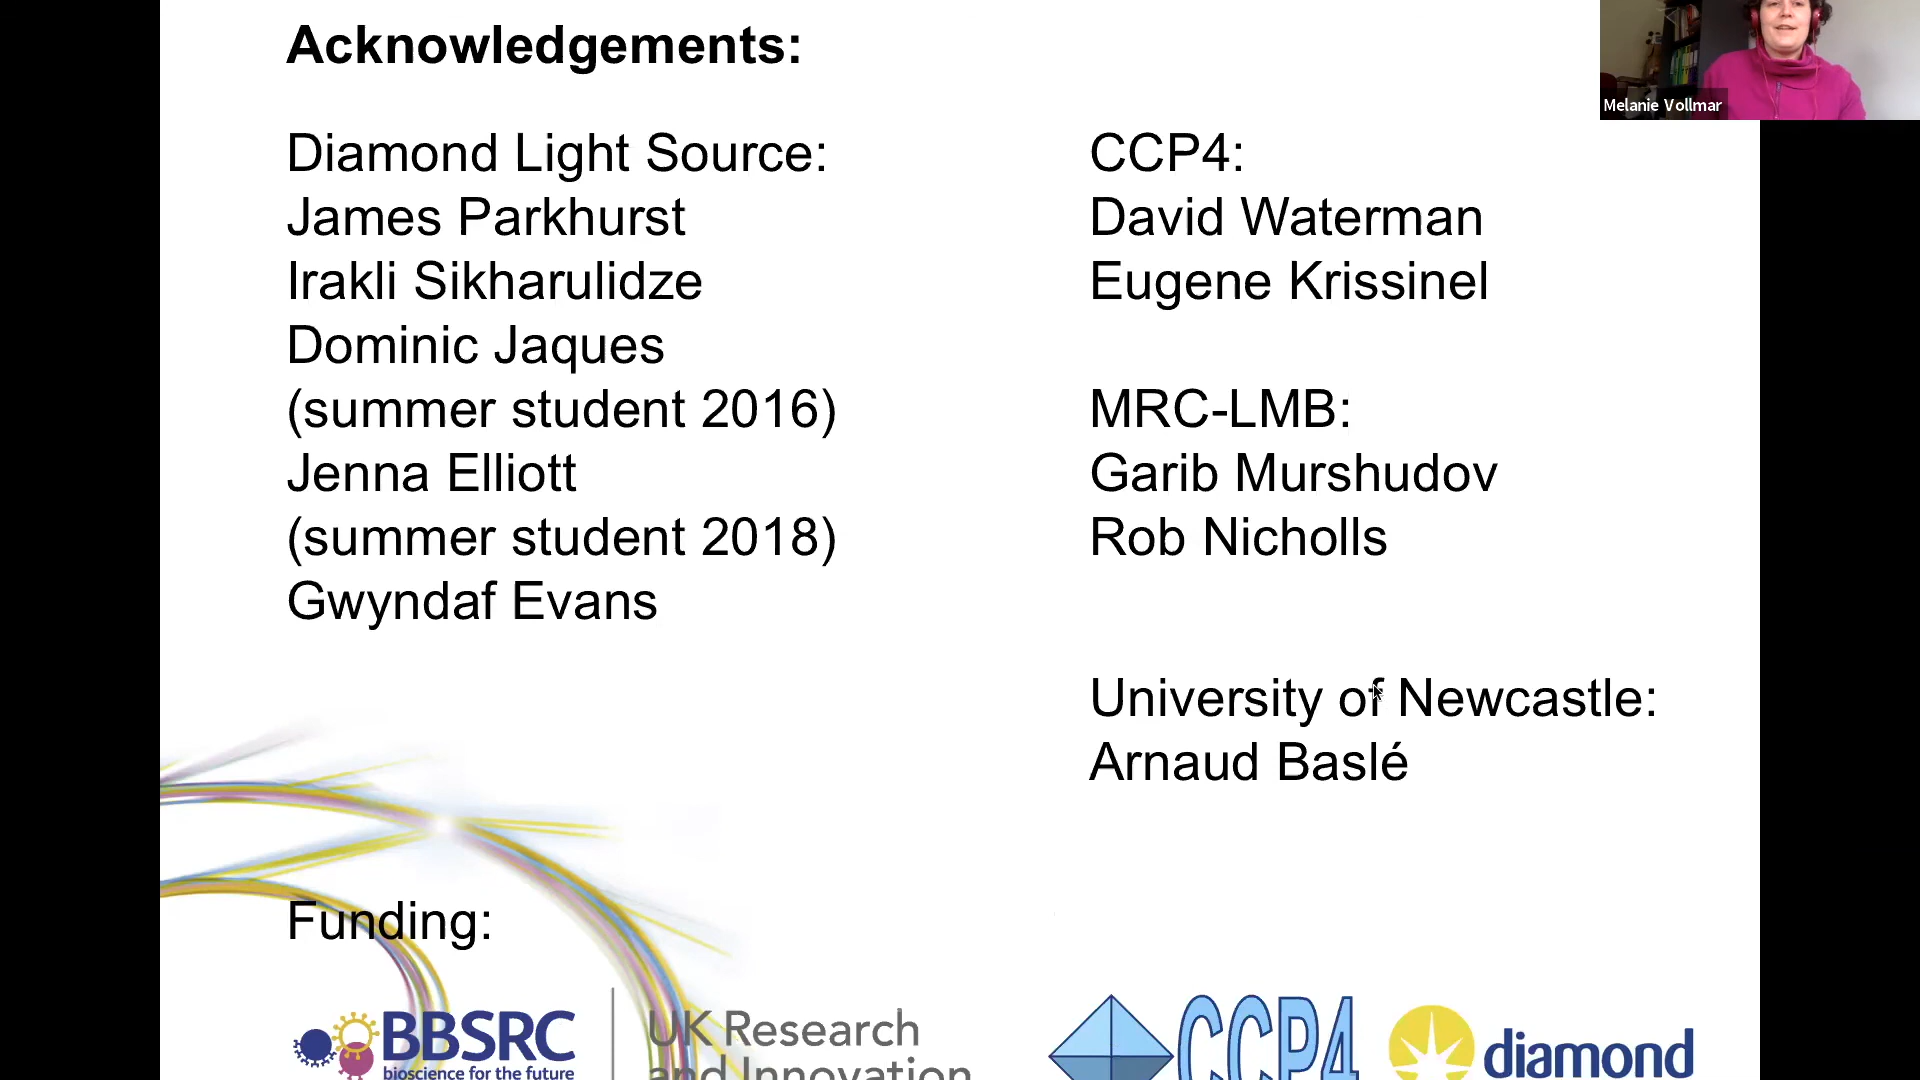 Acknowledgements:
Melanie Vollmar
Diamond Light Source:
James Parkhurst
Irakli Sikharulidze
Dominic Jaques
(summer student 2016)
Jenna Elliott
(summer student 2018)
Gwyndaf Evans
CCP4:
David Waterman
Eugene Krissinel
MRC-LMB:
Garib Murshudov
Rob Nicholls
University of Newcastle:
Arnaud Baslé
Funding:
BBSRC
bioscience for the future
UK Research
and Innovation
CCP4
diamond